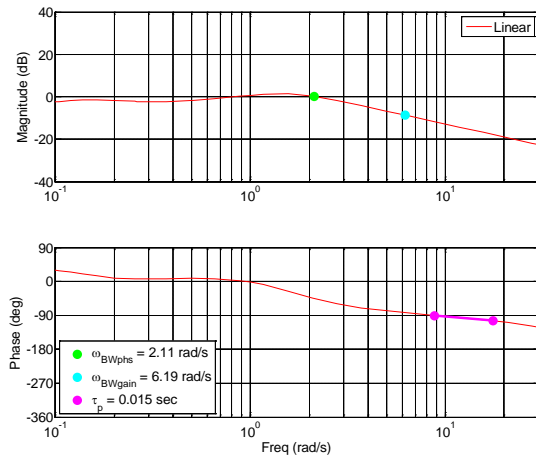 40
20
0
-20
-40
Magnitude (dB)
Linear
10^-1
10^0
10^1
90
0
-90
-180
-270
-360
Phase (deg)
ω_BWphs = 2.11 rad/s
ω_BWgain = 6.19 rad/s
τ_p = 0.015 sec
10^-1
10^0
10^1
Freq (rad/s)